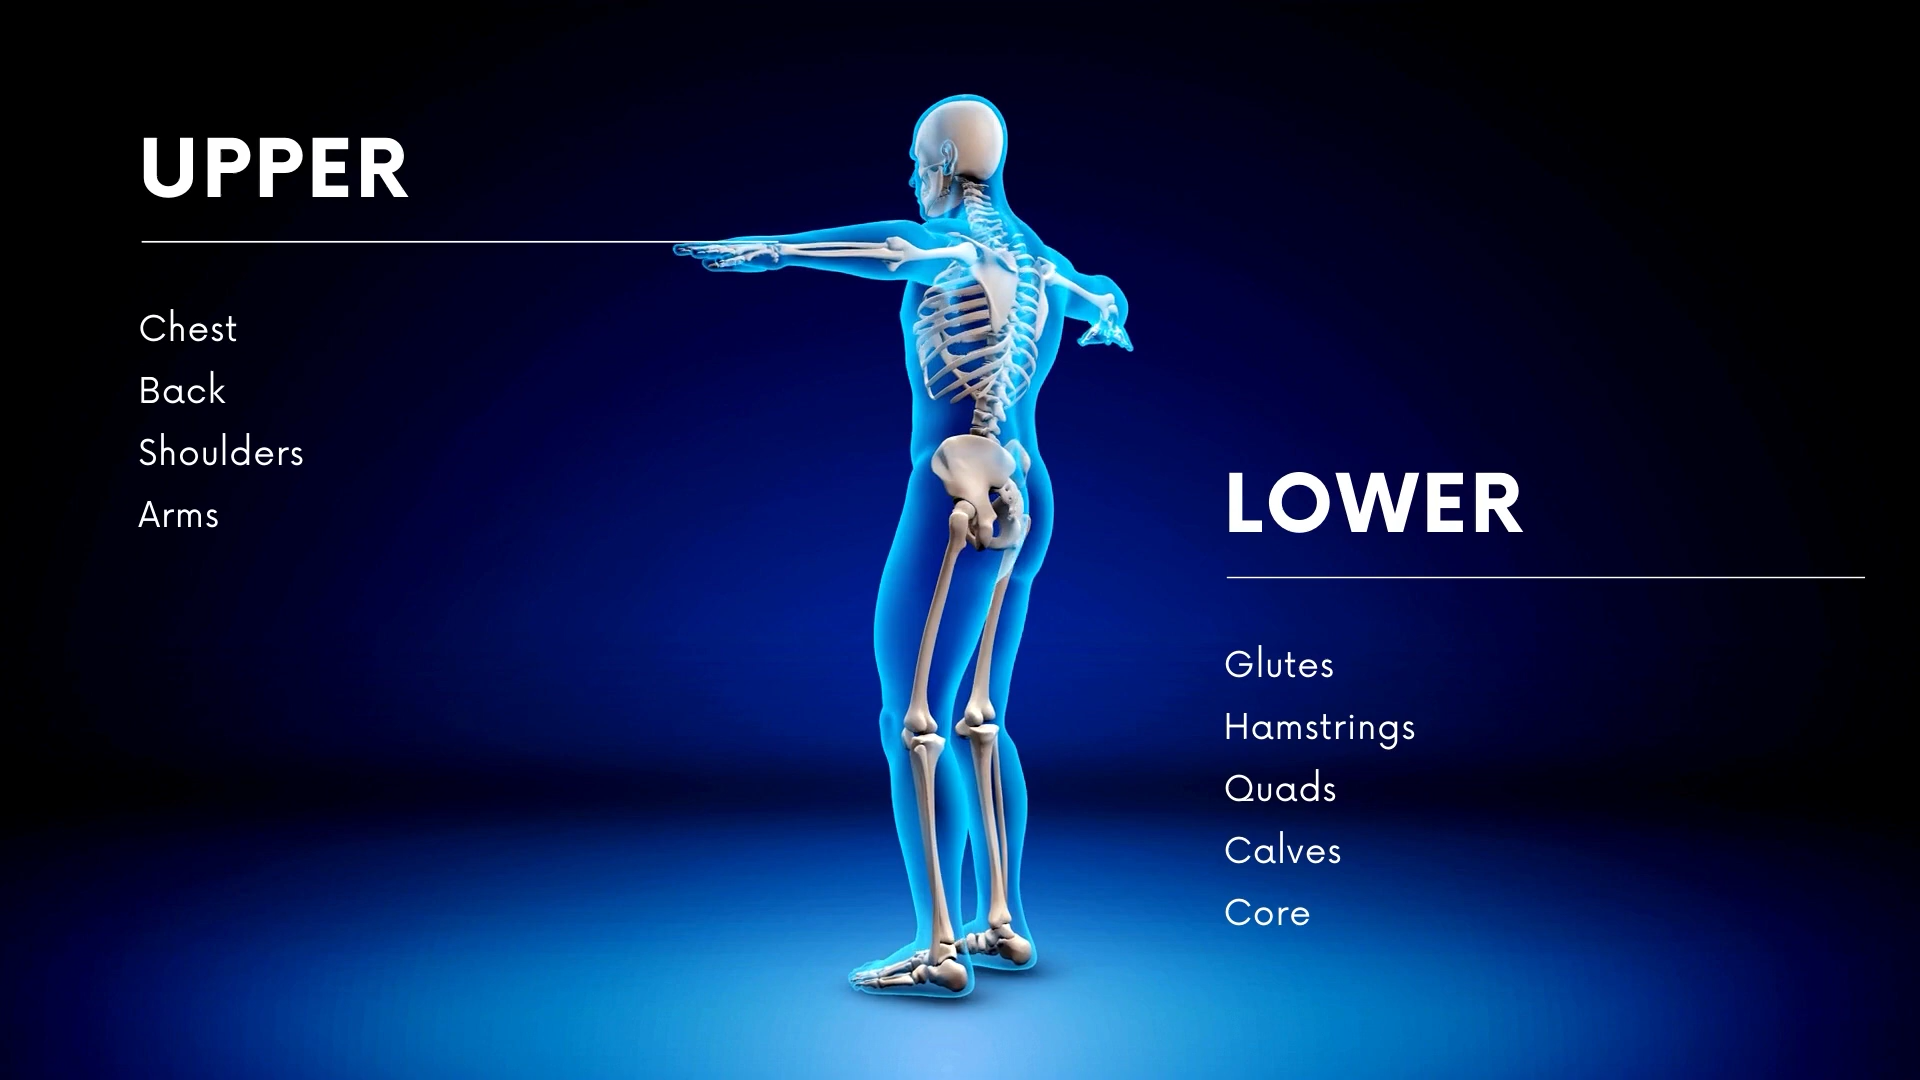 UPPER
Chest
Back
Shoulders
Arms
LOWER
Glutes
Hamstrings
Quads
Calves
Core